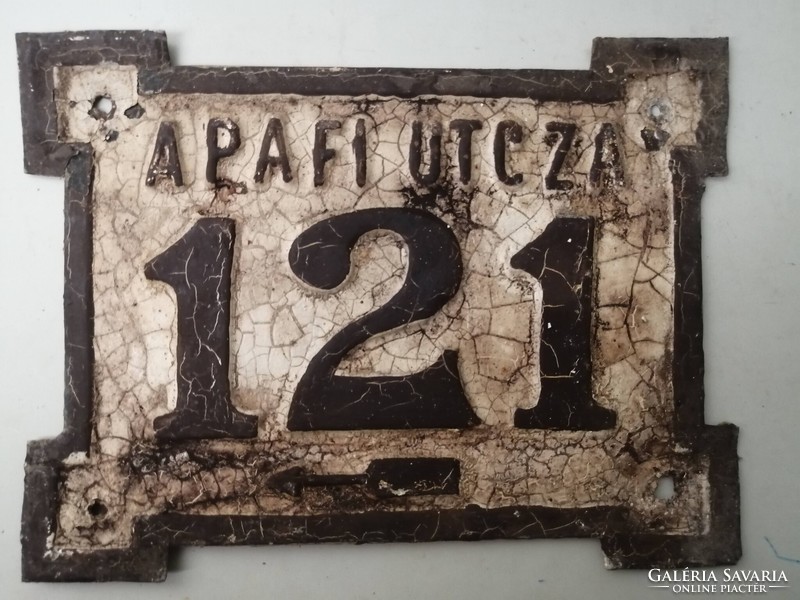 APAFI UTCZA
121
GALÉRIA SAVARIA
ONLINE PIACTÉR